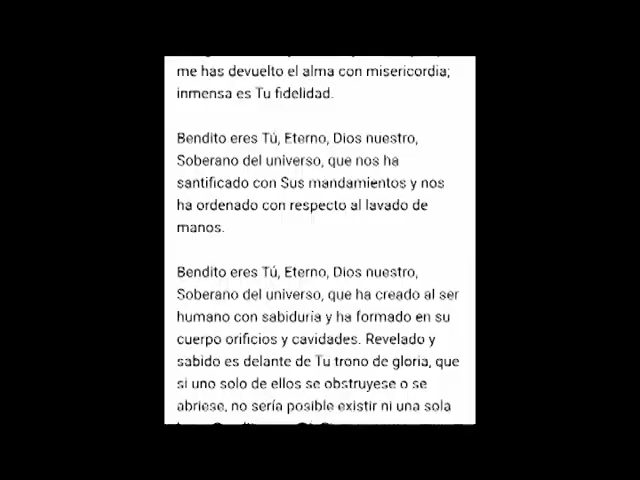 me has devuelto el alma con misericordia;
inmensa es Tu fidelidad.
Bendito eres Tú, Eterno, Dios nuestro,
Soberano del universo, que nos ha
santificado con Sus mandamientos y nos
ha ordenado con respecto al lavado de
manos.
Bendito eres Tú, Eterno, Dios nuestro,
Soberano del universo, que ha creado al ser
humano con sabiduria y ha formado en su
cuerpo orificios y cavidades. Revelado y
sabido es delante de Tu trono de gloria, que
si uno solo de ellos se obstruyese o se
abriese, no sería posible existir ni una sola